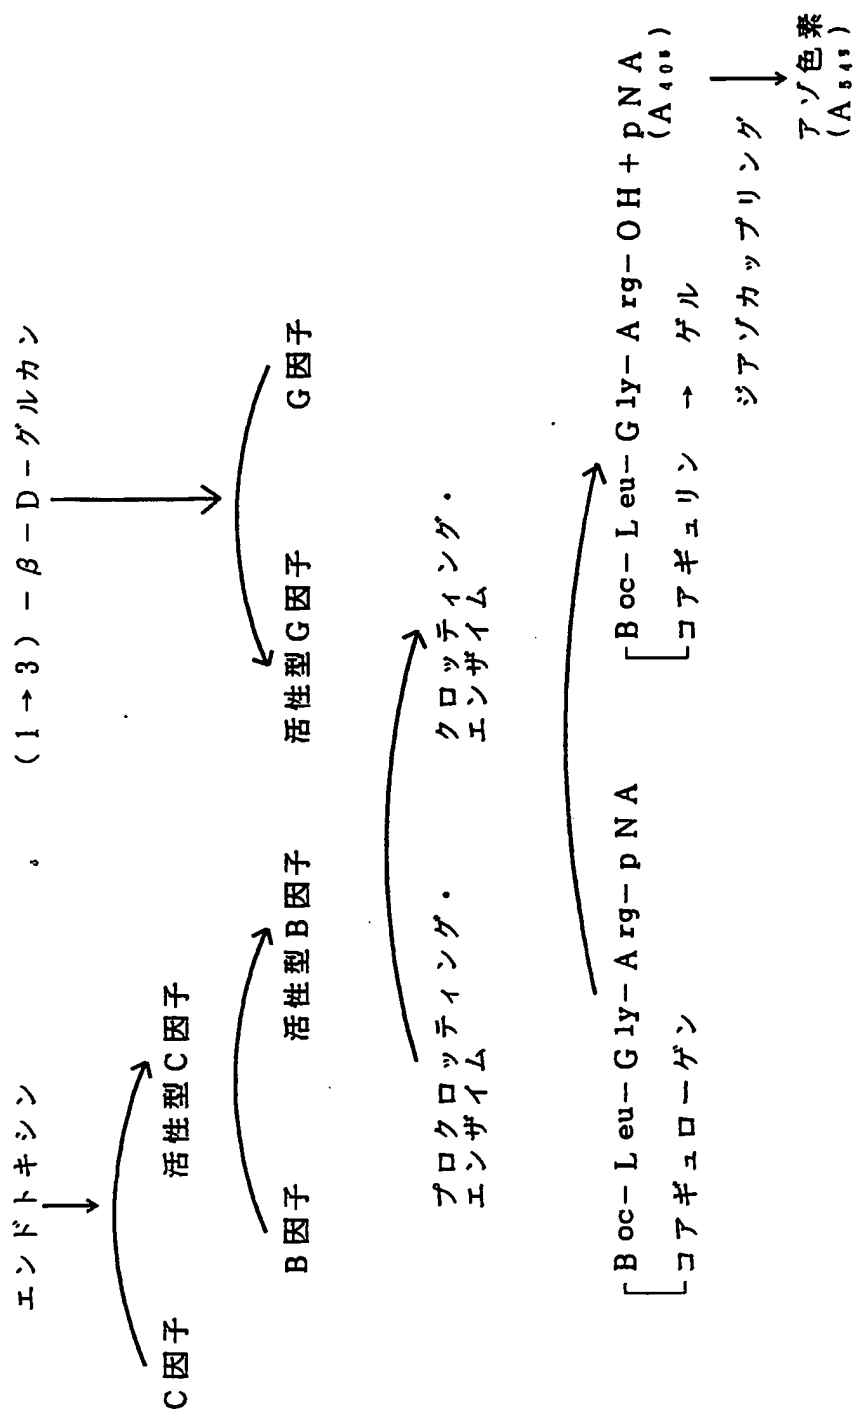 エンドトキシン
(1→3)-β-D-グルカン
C因子
活性型C因子
B因子
活性型B因子
活性型G因子
G因子
プロクロッティング・
エンザイム
クロッティング・
エンザイム
Boc-Leu-Gly-Arg-pNA
コアギュローゲン
Boc-Leu-Gly-Arg-OH+pNA
(A405)
コアギュリン → ゲル
ジアゾカップリング
アゾ色素
(A545)